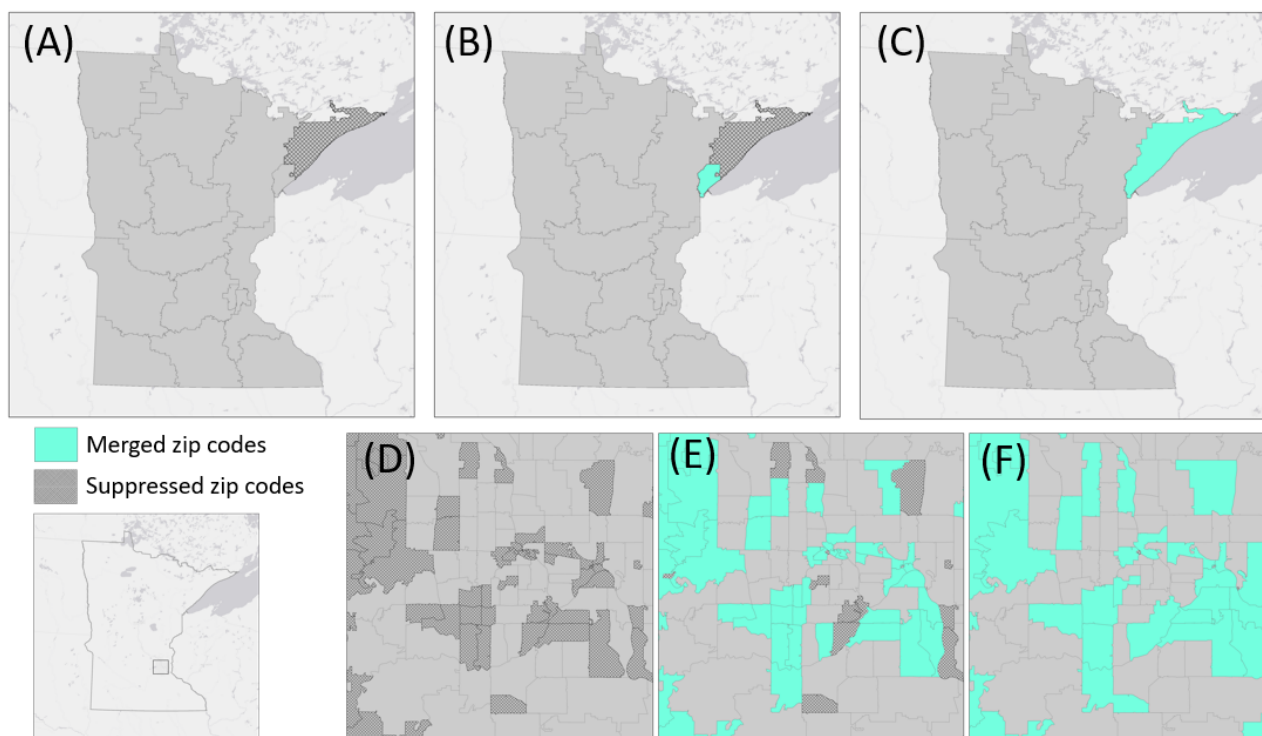 (A)
(B)
(C)
Merged zip codes
Suppressed zip codes
(D)
(E)
(F)